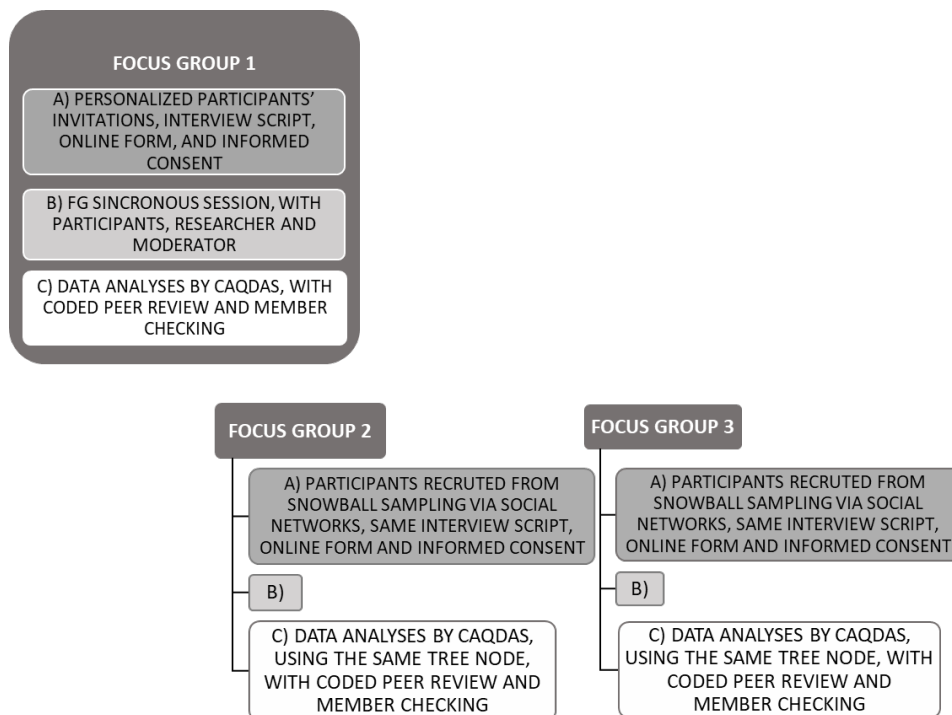 FOCUS GROUP 1
A) PERSONALIZED PARTICIPANTS’
INVITATIONS, INTERVIEW SCRIPT,
ONLINE FORM, AND INFORMED
CONSENT
B) FG SINCRONOUS SESSION, WITH
PARTICIPANTS, RESEARCHER AND
MODERATOR
C) DATA ANALYSES BY CAQDAS, WITH
CODED PEER REVIEW AND MEMBER
CHECKING
FOCUS GROUP 2
A) PARTICIPANTS RECRUTED FROM
SNOWBALL SAMPLING VIA SOCIAL
NETWORKS, SAME INTERVIEW SCRIPT,
ONLINE FORM AND INFORMED CONSENT
B)
C) DATA ANALYSES BY CAQDAS,
USING THE SAME TREE NODE,
WITH CODED PEER REVIEW AND
MEMBER CHECKING
FOCUS GROUP 3
A) PARTICIPANTS RECRUTED FROM
SNOWBALL SAMPLING VIA SOCIAL
NETWORKS, SAME INTERVIEW SCRIPT,
ONLINE FORM AND INFORMED CONSENT
B)
C) DATA ANALYSES BY CAQDAS,
USING THE SAME TREE NODE, WITH
CODED PEER REVIEW AND
MEMBER CHECKING